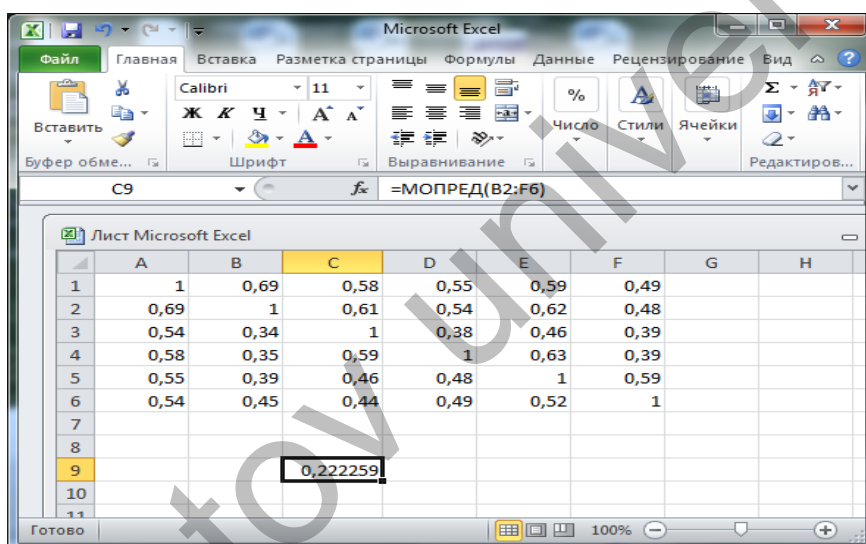 Microsoft Excel
Файл Главная Вставка Разметка страницы Формулы Данные Рецензирование Вид
Calibri 11
Ж К Ч А А
Вставить
% Число Стили Ячейки
Σ
Буфер обме... Шрифт Выравнивание Редактиров...
C9 fx =МОПРЕД(B2:F6)
Лист Microsoft Excel
A B C D E F G H
1 1 0,69 0,58 0,55 0,59 0,49
2 0,69 1 0,61 0,54 0,62 0,48
3 0,54 0,34 1 0,38 0,46 0,39
4 0,58 0,35 0,59 1 0,63 0,39
5 0,55 0,39 0,46 0,48 1 0,59
6 0,54 0,45 0,44 0,49 0,52 1
7
8
9 0,222259
10
11
Готово 100%